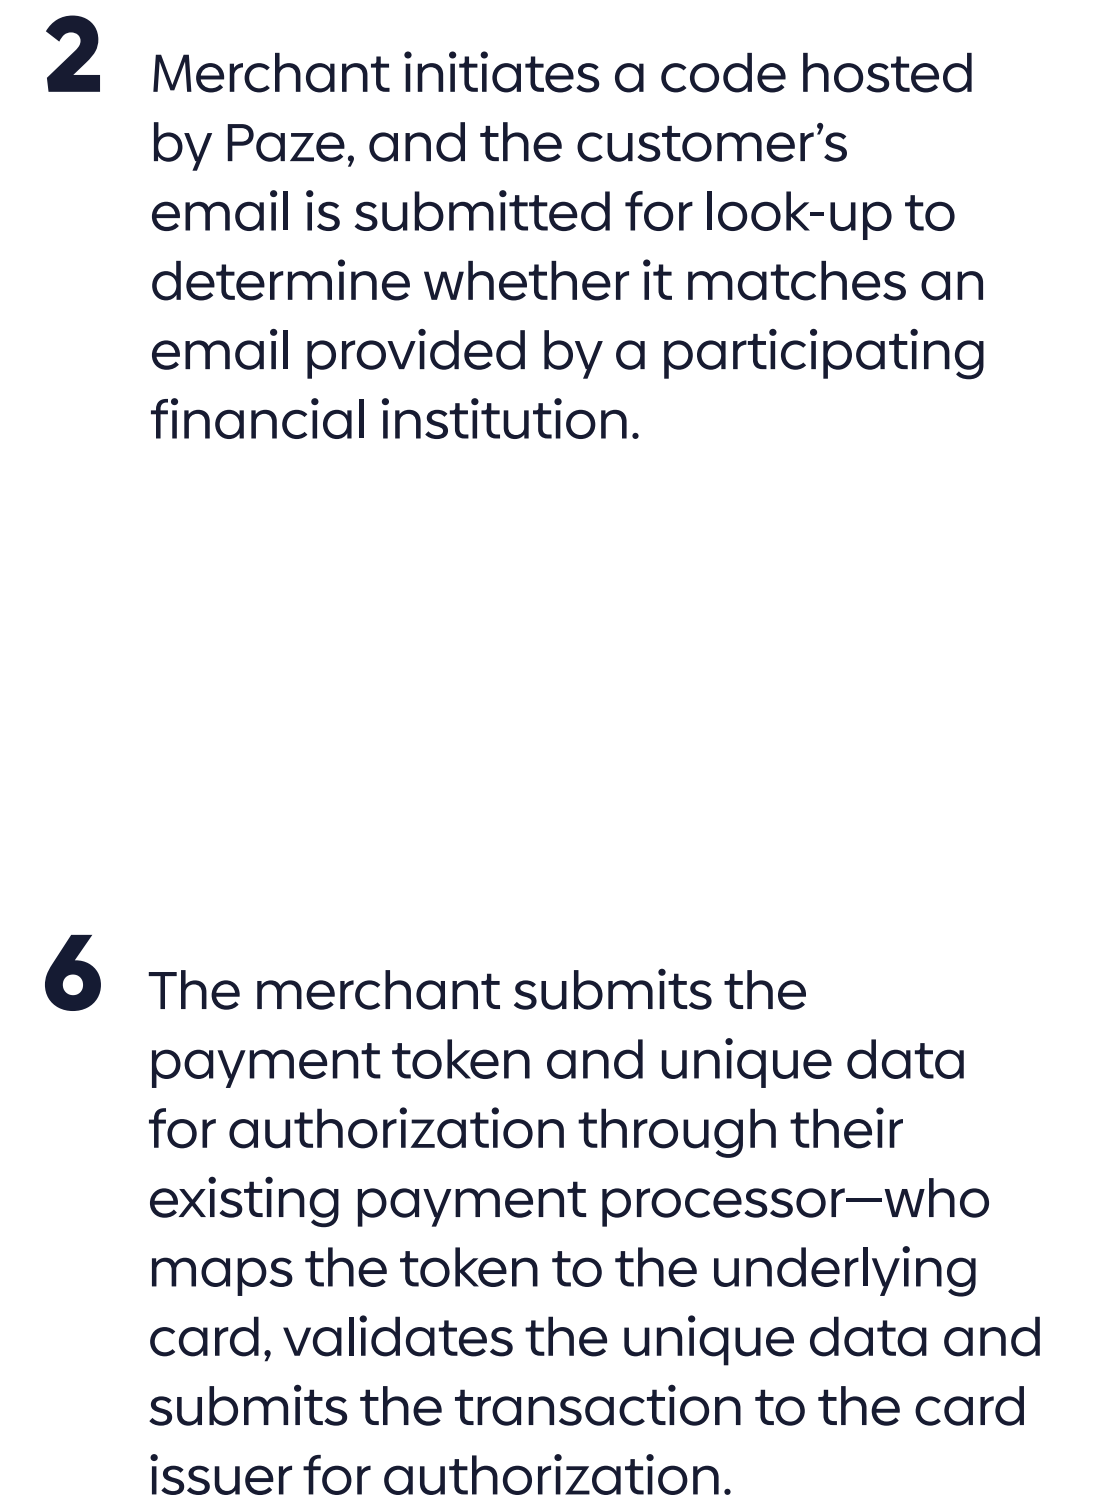 2 Merchant initiates a code hosted
by Paze, and the customer’s
email is submitted for look-up to
determine whether it matches an
email provided by a participating
financial institution.
6 The merchant submits the
payment token and unique data
for authorization through their
existing payment processor—who
maps the token to the underlying
card, validates the unique data and
submits the transaction to the card
issuer for authorization.